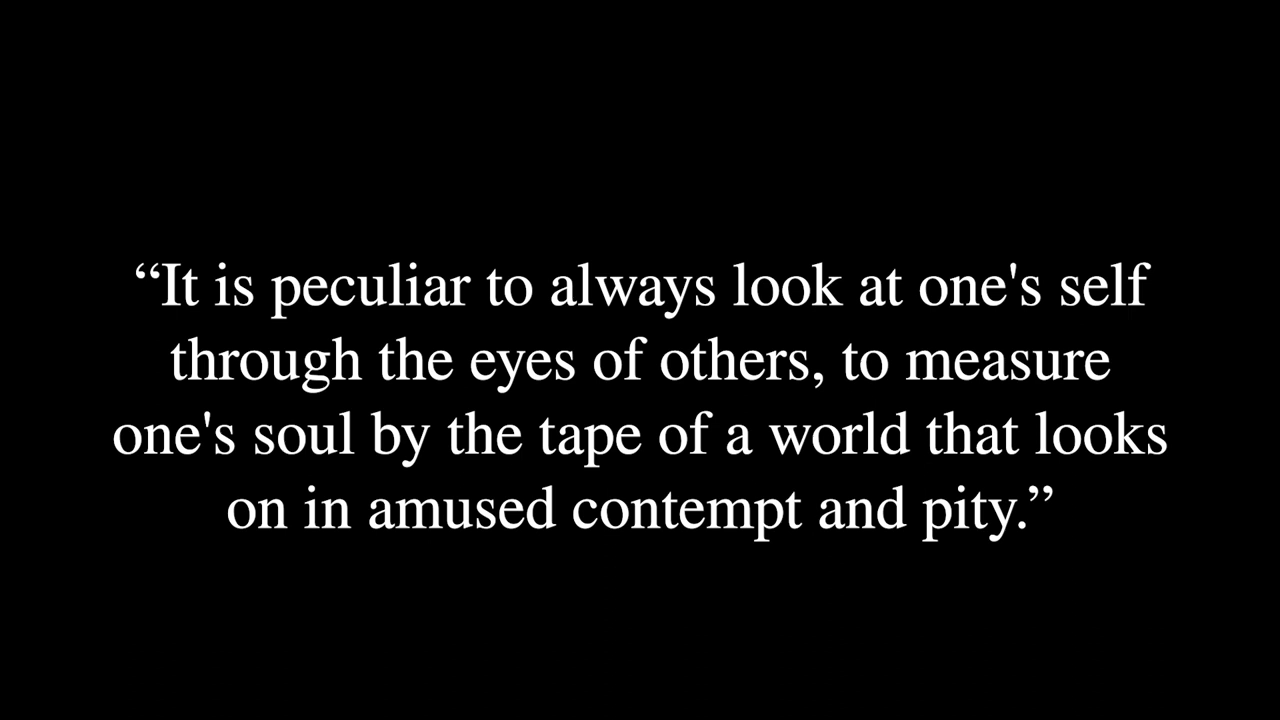 “It is peculiar to always look at one's self
through the eyes of others, to measure
one's soul by the tape of a world that looks
on in amused contempt and pity.”